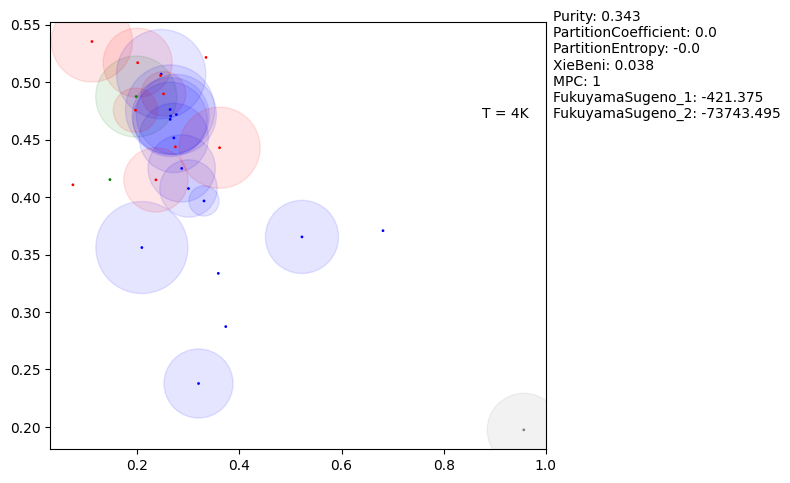 Purity: 0.343
PartitionCoefficient: 0.0
PartitionEntropy: -0.0
XieBeni: 0.038
MPC: 1
FukuyamaSugeno_1: -421.375
FukuyamaSugeno_2: -73743.495
T = 4K
0.55
0.50
0.45
0.40
0.35
0.30
0.25
0.20
0.2 0.4 0.6 0.8 1.0